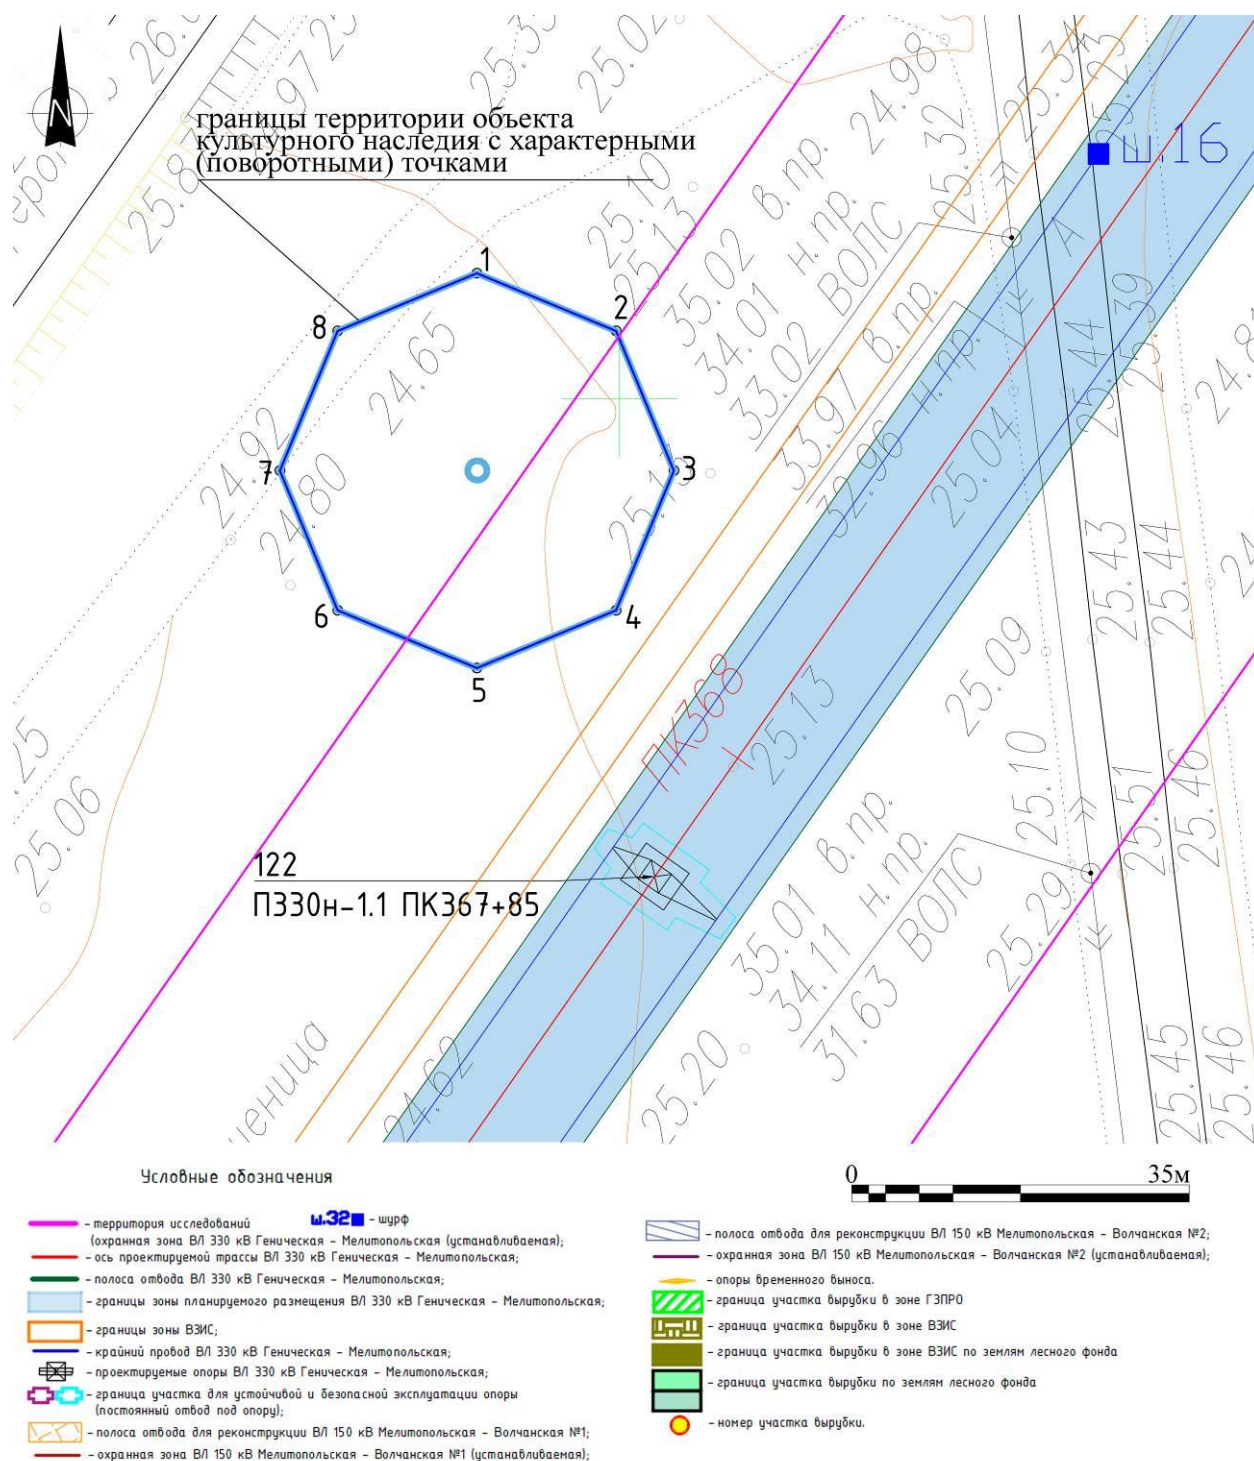 N
границы территории объекта
культурного наследия с характерными
(поворотными) точками
1
2
3
4
5
6
7
8
24.97
25.8
25.02
24.98
25.32
25.34
25.10
25.13
35.02 в.пр.
34.01 н.пр.
33.02 ВОЛС
33.97 в.пр.
32.96 н.пр.
ш.16
А
25.44
25.39
24.65
24.92
24.80
25.13
25.04
25.43
25.44
25.09
ПК368
25.13
25.06
25.10
25.51
25.46
25.29
122
П330н-1.1 ПК367+85
35.01 в.пр.
34.11 н.пр.
31.63 ВОЛС
24.62
25.20
25.45
25.46
еница
Условные обозначения
0 35м
- территория исследований
ш.32 - шурф
(охранная зона ВЛ 330 кВ Геническая - Мелитопольская (устанавливаемая);
- ось проектируемой трассы ВЛ 330 кВ Геническая - Мелитопольская;
- полоса отвода ВЛ 330 кВ Геническая - Мелитопольская;
- границы зоны планируемого размещения ВЛ 330 кВ Геническая - Мелитопольская;
- границы зоны ВЗИС;
- крайний провод ВЛ 330 кВ Геническая - Мелитопольская;
- проектируемые опоры ВЛ 330 кВ Геническая - Мелитопольская;
- граница участка для устойчивой и безопасной эксплуатации опоры
(постоянный отвод под опору);
- полоса отвода для реконструкции ВЛ 150 кВ Мелитопольская - Волчанская №1;
- охранная зона ВЛ 150 кВ Мелитопольская - Волчанская №1 (устанавливаемая);
- полоса отвода для реконструкции ВЛ 150 кВ Мелитопольская - Волчанская №2;
- охранная зона ВЛ 150 кВ Мелитопольская - Волчанская №2 (устанавливаемая);
- опоры временного выноса.
- граница участка вырубки в зоне ГЗПРО
- граница участка вырубки в зоне ВЗИС
- граница участка вырубки в зоне ВЗИС по землям лесного фонда
- граница участка вырубки по землям лесного фонда
- номер участка вырубки.